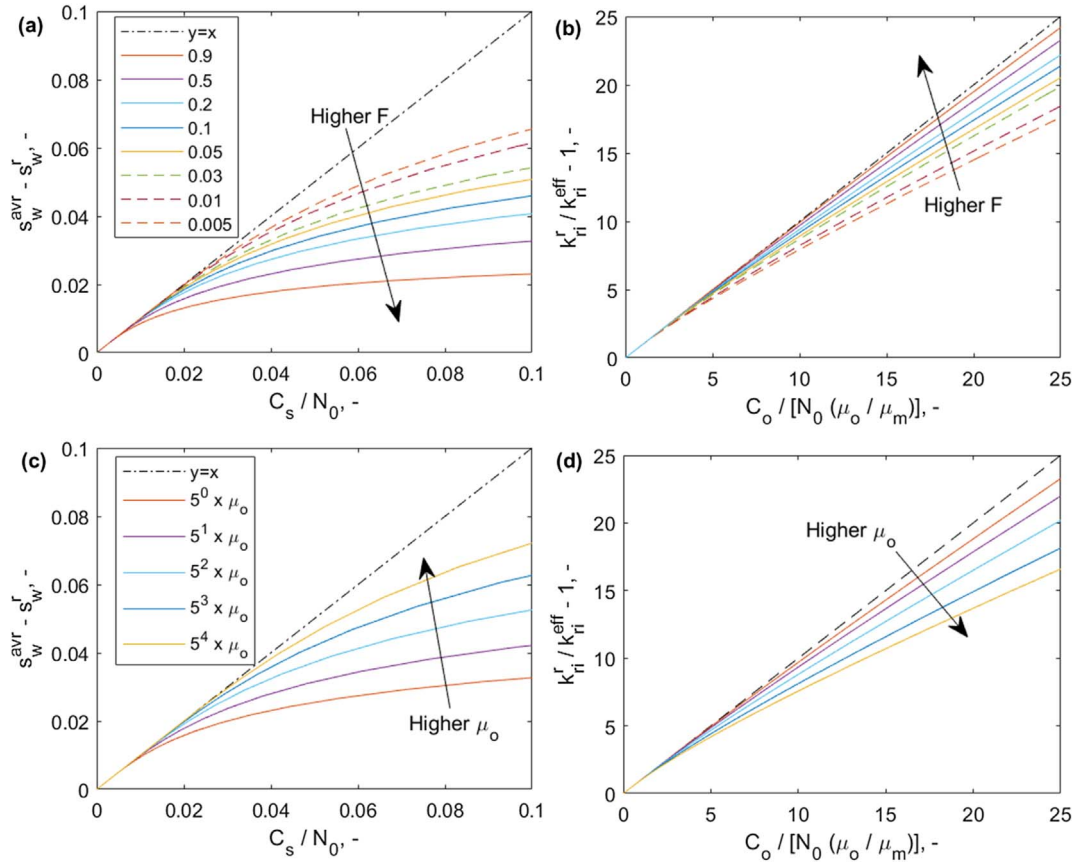 (a)
0.1
0.08
0.06
0.04
0.02
0
s_w^avr - s_w^r, -
y=x
0.9
0.5
0.2
0.1
0.05
0.03
0.01
0.005
Higher F
0 0.02 0.04 0.06 0.08 0.1
C_s / N_0, -
(b)
25
20
15
10
5
0
k_ri^r / k_ri^eff - 1, -
Higher F
0 5 10 15 20 25
C_o / [N_0 (μ_o / μ_m)], -
(c)
0.1
0.08
0.06
0.04
0.02
0
s_w^avr - s_w^r, -
y=x
5^0 x μ_o
5^1 x μ_o
5^2 x μ_o
5^3 x μ_o
5^4 x μ_o
Higher μ_o
0 0.02 0.04 0.06 0.08 0.1
C_s / N_0, -
(d)
25
20
15
10
5
0
k_ri^r / k_ri^eff - 1, -
Higher μ_o
0 5 10 15 20 25
C_o / [N_0 (μ_o / μ_m)], -